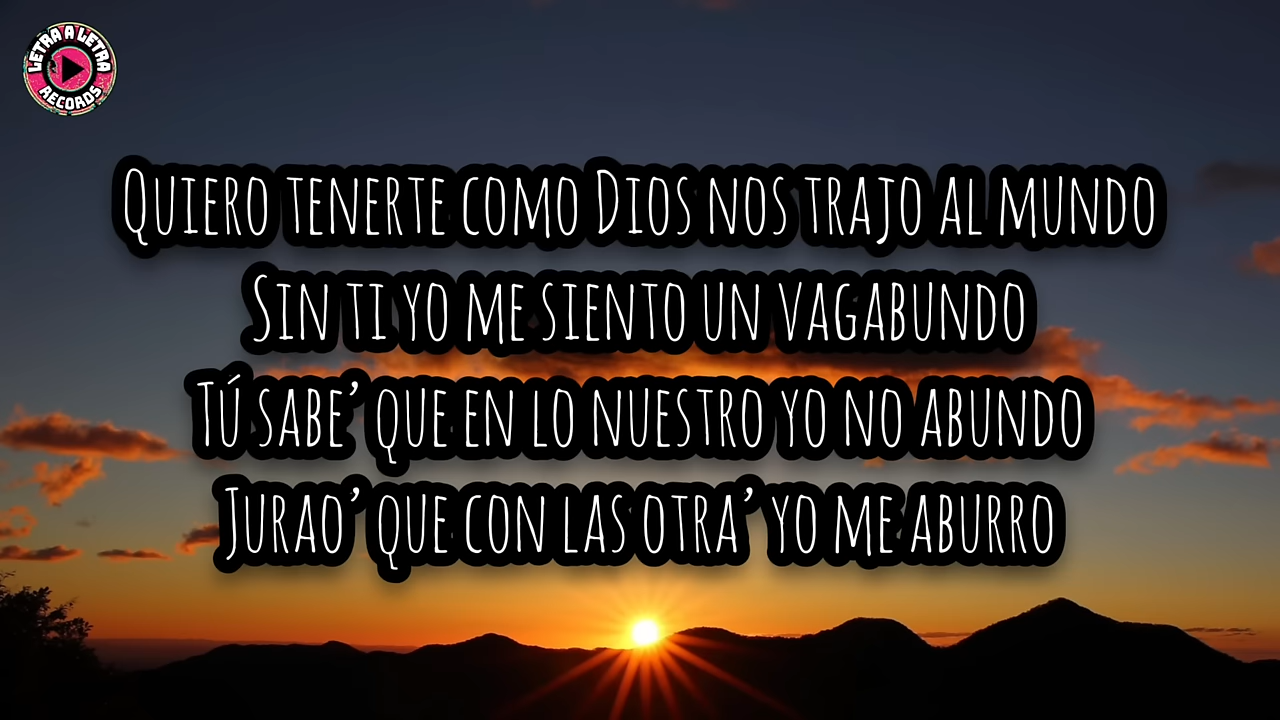 LETRA A LETRA
RECORDS
Quiero tenerte como Dios nos trajo al mundo
Sin ti yo me siento un vagabundo
Tú sabe’ que en lo nuestro yo no abundo
Jurao’ que con las otra’ yo me aburro